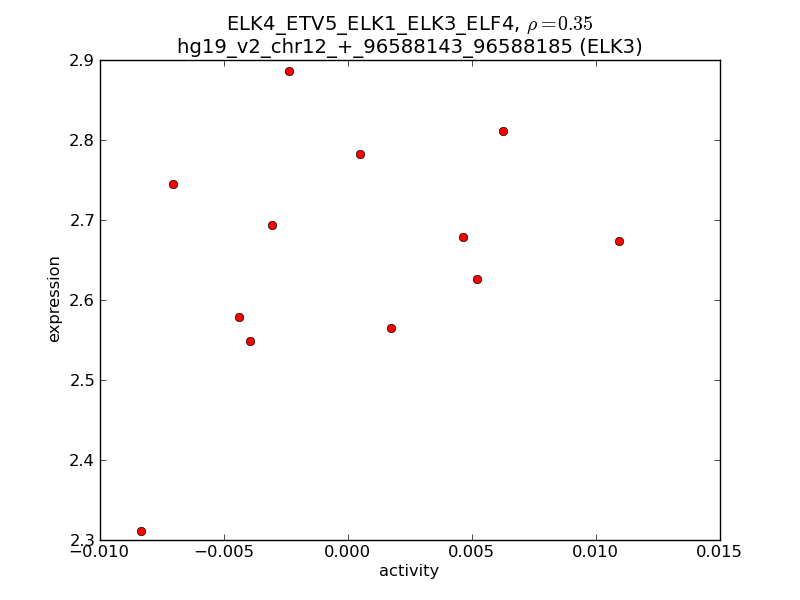 ELK4_ETV5_ELK1_ELK3_ELF4, ρ = 0.35
hg19_v2_chr12_+_96588143_96588185 (ELK3)
2.9
2.8
2.7
2.6
2.5
2.4
2.3
expression
−0.010 −0.005 0.000 0.005 0.010 0.015
activity